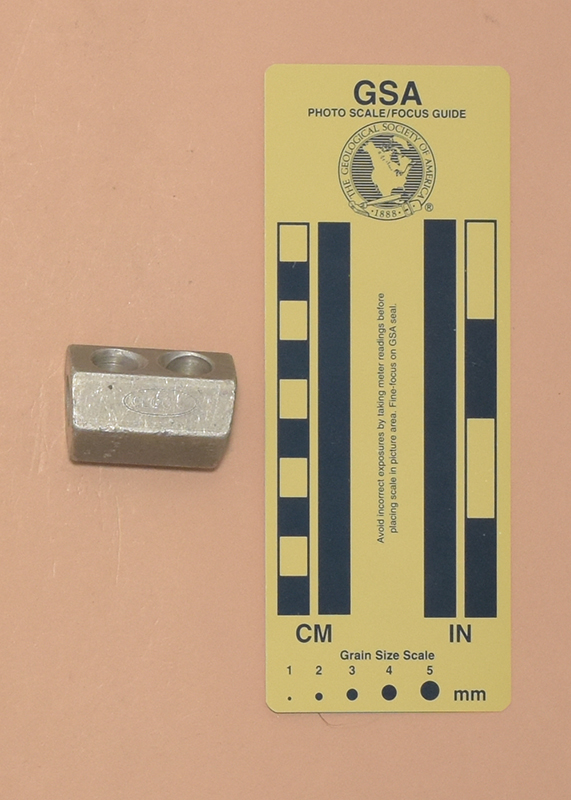 GSA
PHOTO SCALE/FOCUS GUIDE
THE GEOLOGICAL SOCIETY OF AMERICA
·1888·
®
Avoid incorrect exposures by taking meter readings before
placing scale in picture area. Fine-focus on GSA seal.
CM IN
Grain Size Scale
1 2 3 4 5
mm